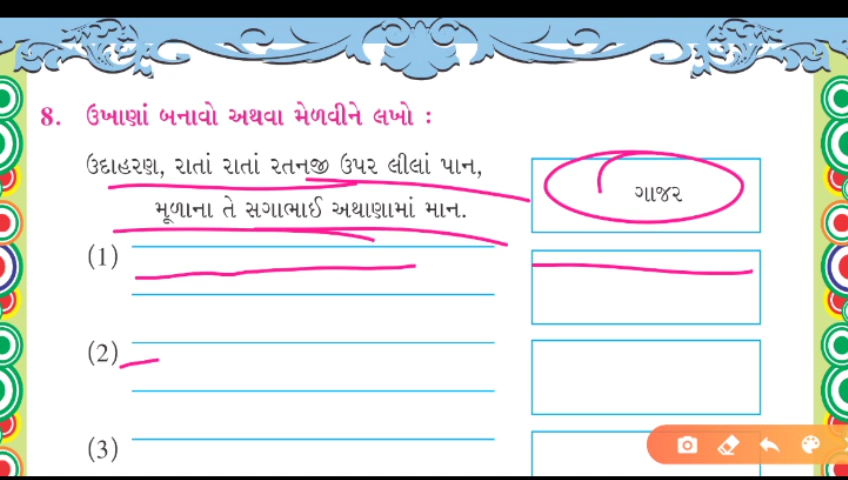 8. ઉખાણાં બનાવો અથવા મેળવીને લખો :
ઉદાહરણ, રાતાં રાતાં રતનજી ઉપર લીલાં પાન,
મૂળાના તે સગાભાઈ અથાણામાં માન.
ગાજર
(1)
(2)
(3)